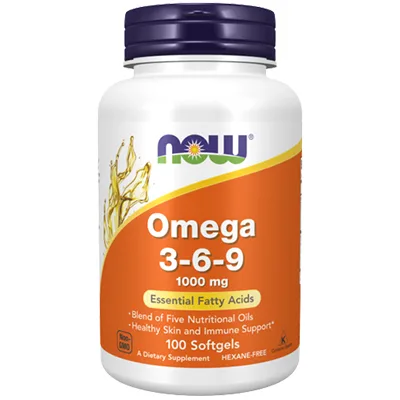 NOW®
Omega
3-6-9
1000 mg
Essential Fatty Acids
• Blend of Five Nutritional Oils
• Healthy Skin and Immune Support*
100 Softgels
Non-
GMO
A Dietary Supplement
HEXANE-FREE
K